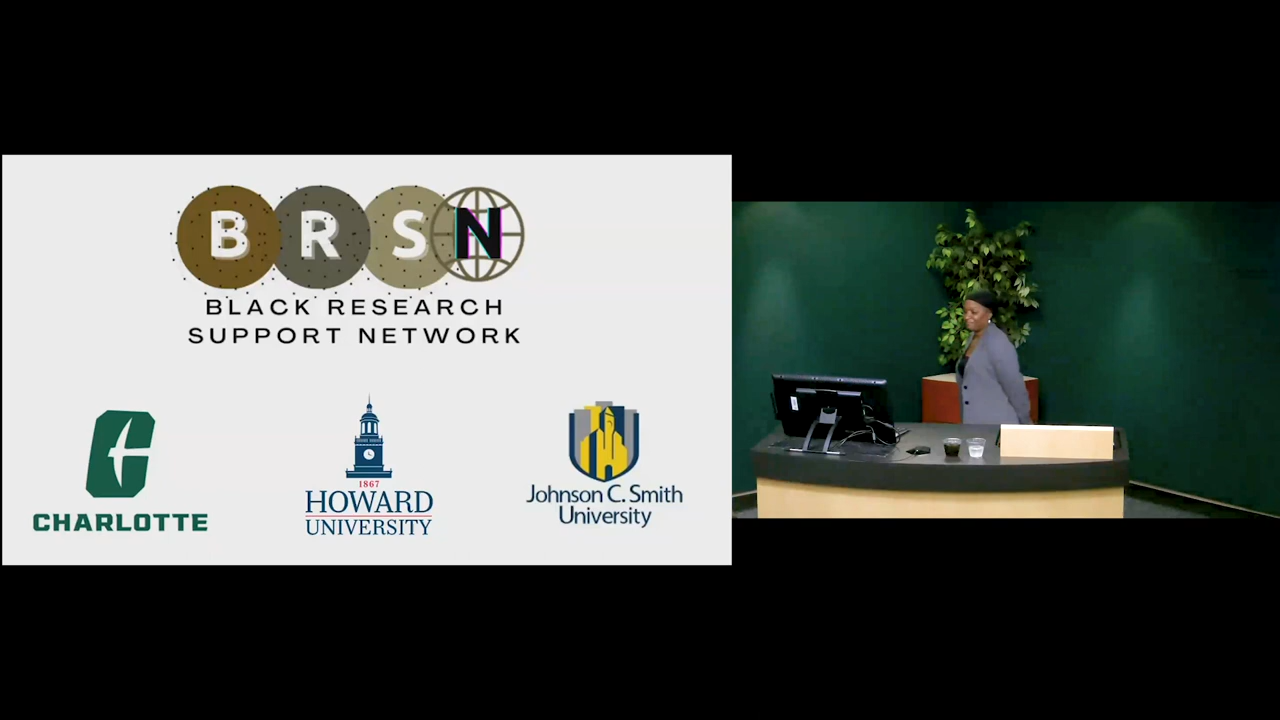 BRSN
BLACK RESEARCH
SUPPORT NETWORK
CHARLOTTE
1867
HOWARD
UNIVERSITY
Johnson C. Smith
University